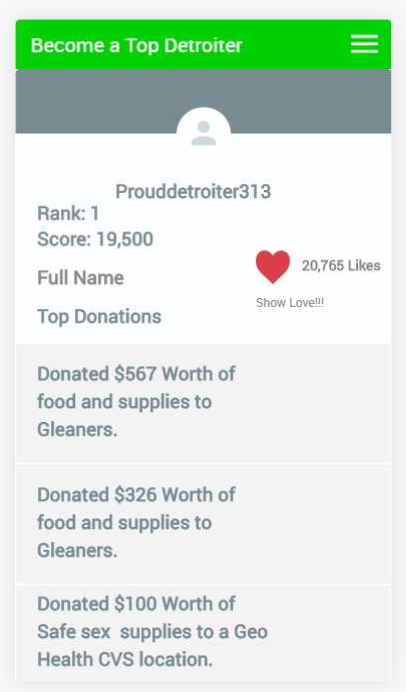 Become a Top Detroiter
Prouddetroiter313
Rank: 1
Score: 19,500
20,765 Likes
Full Name
Show Love!!!
Top Donations
Donated $567 Worth of
food and supplies to
Gleaners.
Donated $326 Worth of
food and supplies to
Gleaners.
Donated $100 Worth of
Safe sex  supplies to a Geo
Health CVS location.